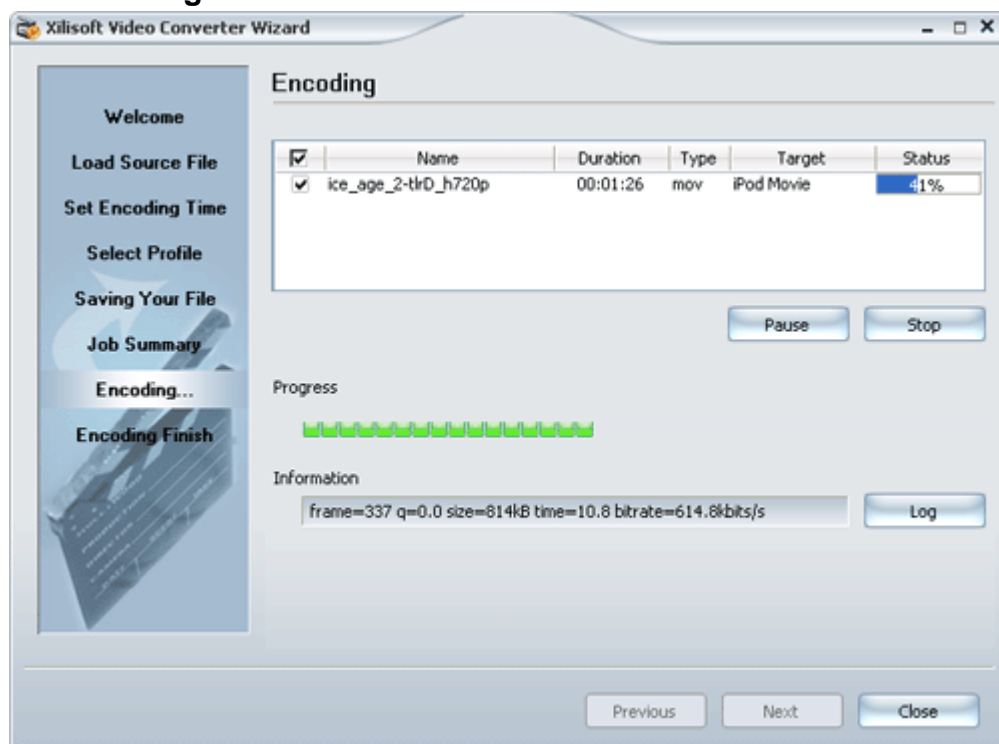 Xilisoft Video Converter Wizard
Welcome
Load Source File
Set Encoding Time
Select Profile
Saving Your File
Job Summary
Encoding...
Encoding Finish
Encoding
Name Duration Type Target Status
ice_age_2-tlrD_h720p 00:01:26 mov iPod Movie 41%
Pause Stop
Progress
Information
frame=337 q=0.0 size=814kB time=10.8 bitrate=614.8kbits/s
Log
Previous Next Close